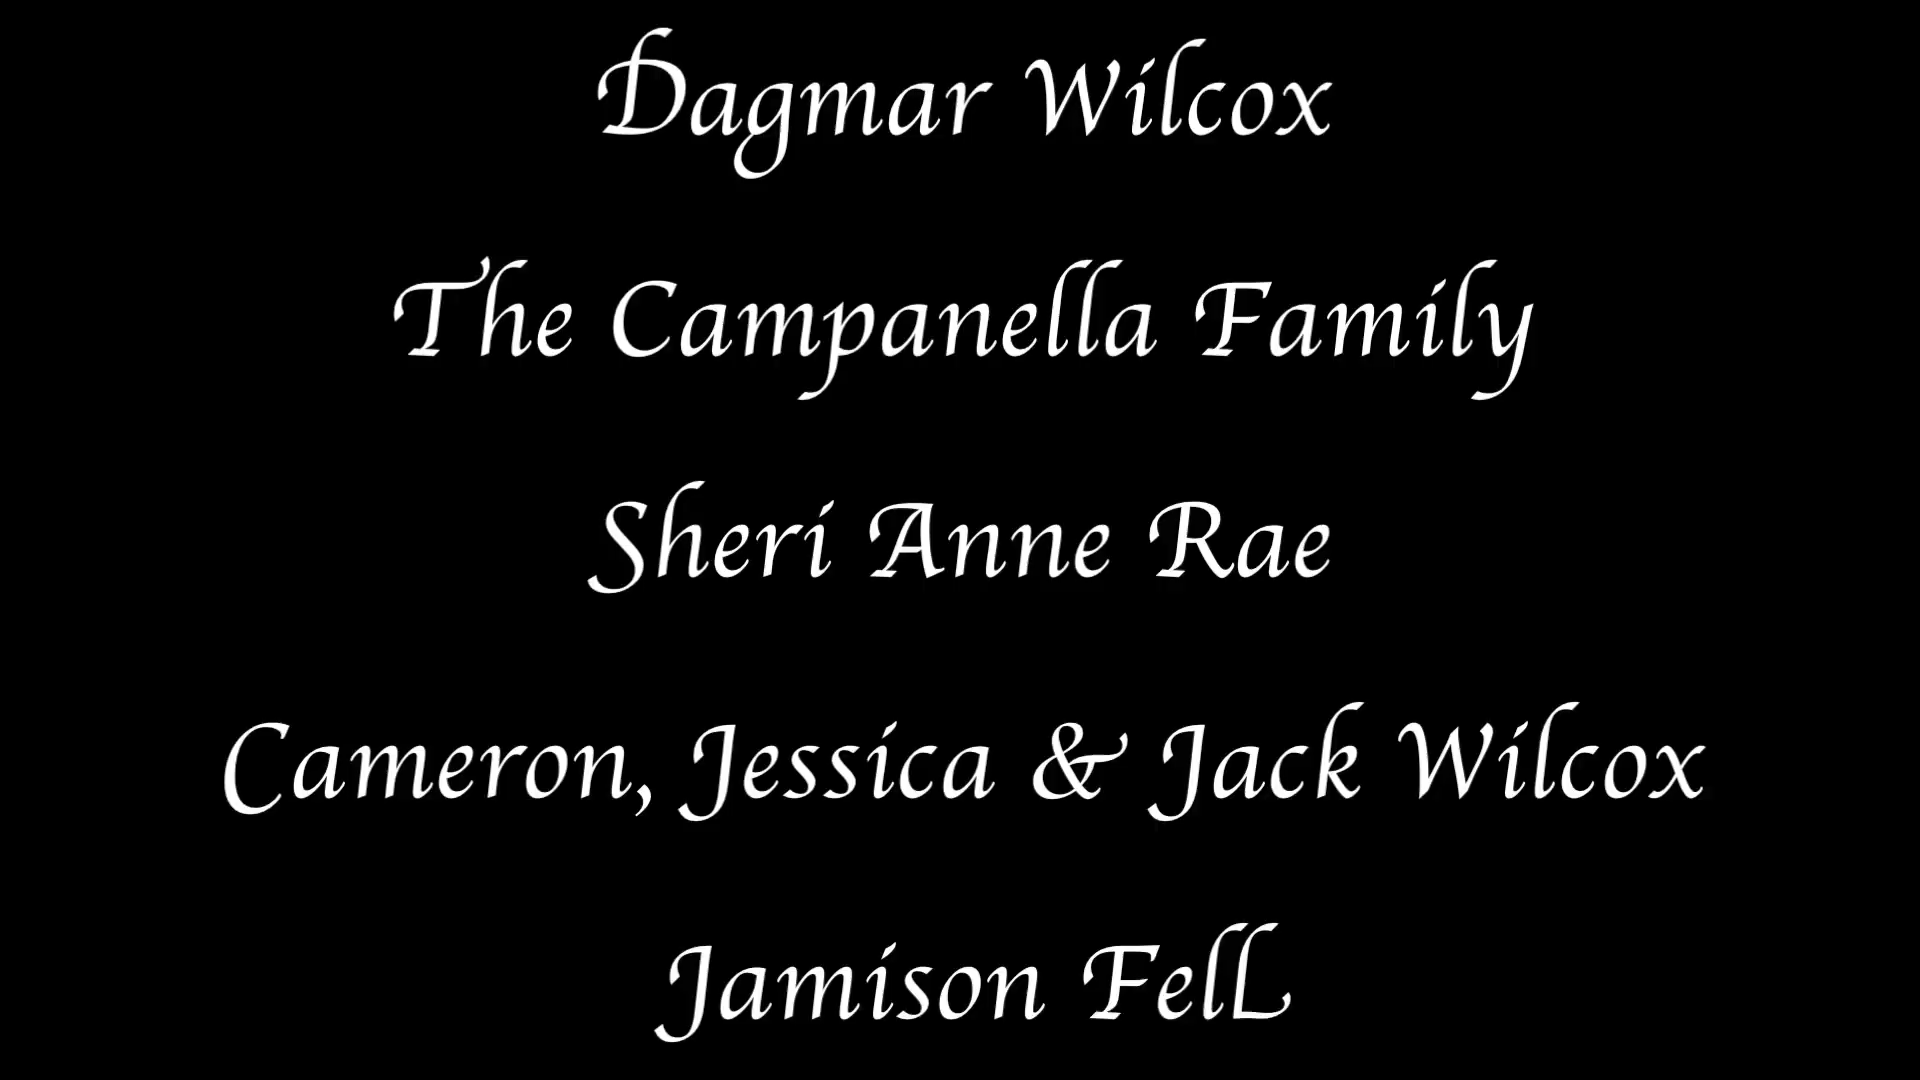 Dagmar Wilcox
The Campanella Family
Sheri Anne Rae
Cameron, Jessica & Jack Wilcox
Jamison Fell